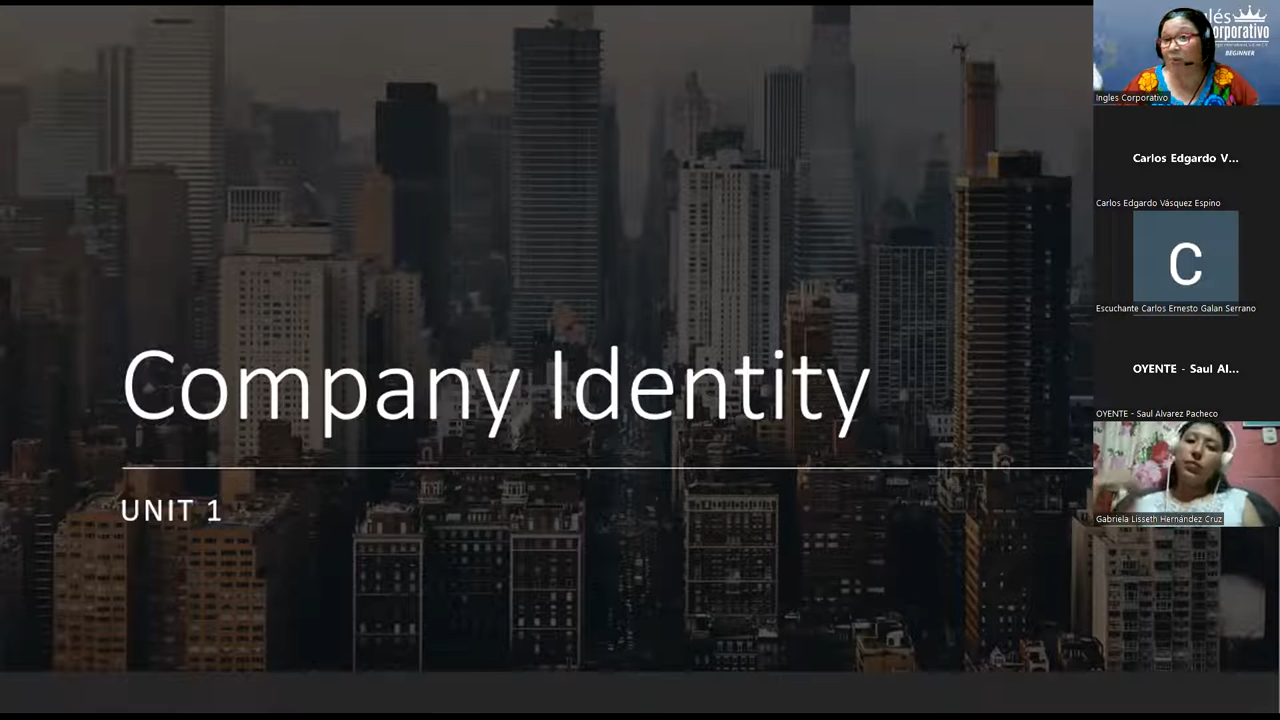 Company Identity
UNIT 1
Inglés
Corporativo
BEGINNER
Ingles Corporativo
Carlos Edgardo V...
Carlos Edgardo Vásquez Espino
C
Escuchante Carlos Ernesto Galan Serrano
OYENTE - Saul Al...
OYENTE - Saul Alvarez Pacheco
Gabriela Lisseth Hernández Cruz